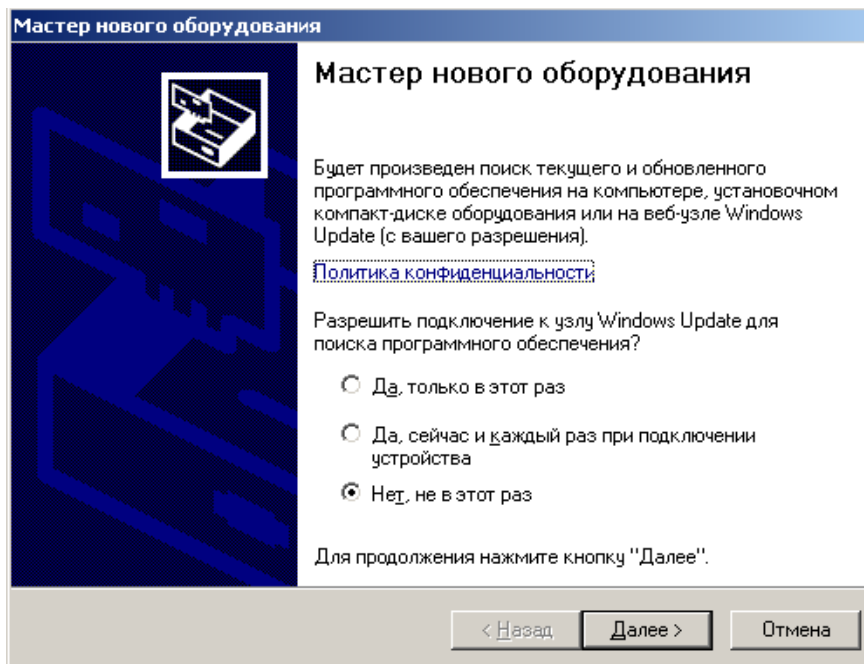 Мастер нового оборудования
Мастер нового оборудования
Будет произведен поиск текущего и обновленного
программного обеспечения на компьютере, установочном
компакт-диске оборудования или на веб-узле Windows
Update (с вашего разрешения).
Политика конфиденциальности
Разрешить подключение к узлу Windows Update для
поиска программного обеспечения?
Да, только в этот раз
Да, сейчас и каждый раз при подключении
устройства
Нет, не в этот раз
Для продолжения нажмите кнопку "Далее".
< Назад Далее > Отмена